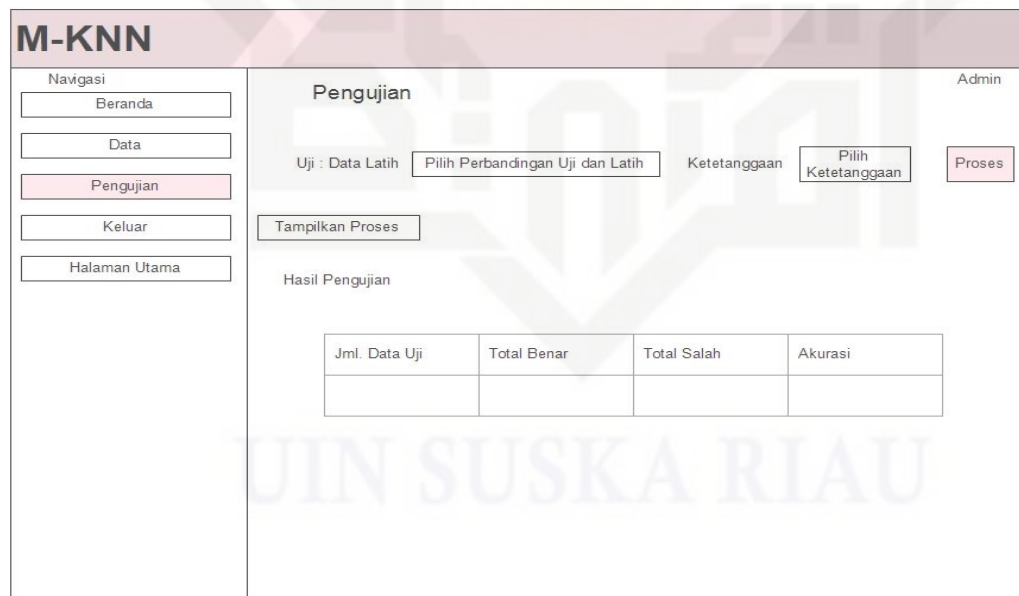 M-KNN
Navigasi
Beranda
Data
Pengujian
Keluar
Halaman Utama
Admin
Pengujian
Uji : Data Latih Pilih Perbandingan Uji dan Latih Ketetanggaan Pilih
Ketetanggaan Proses
Tampilkan Proses
Hasil Pengujian
Jml. Data Uji Total Benar Total Salah Akurasi
UIN SUSKA RIAU